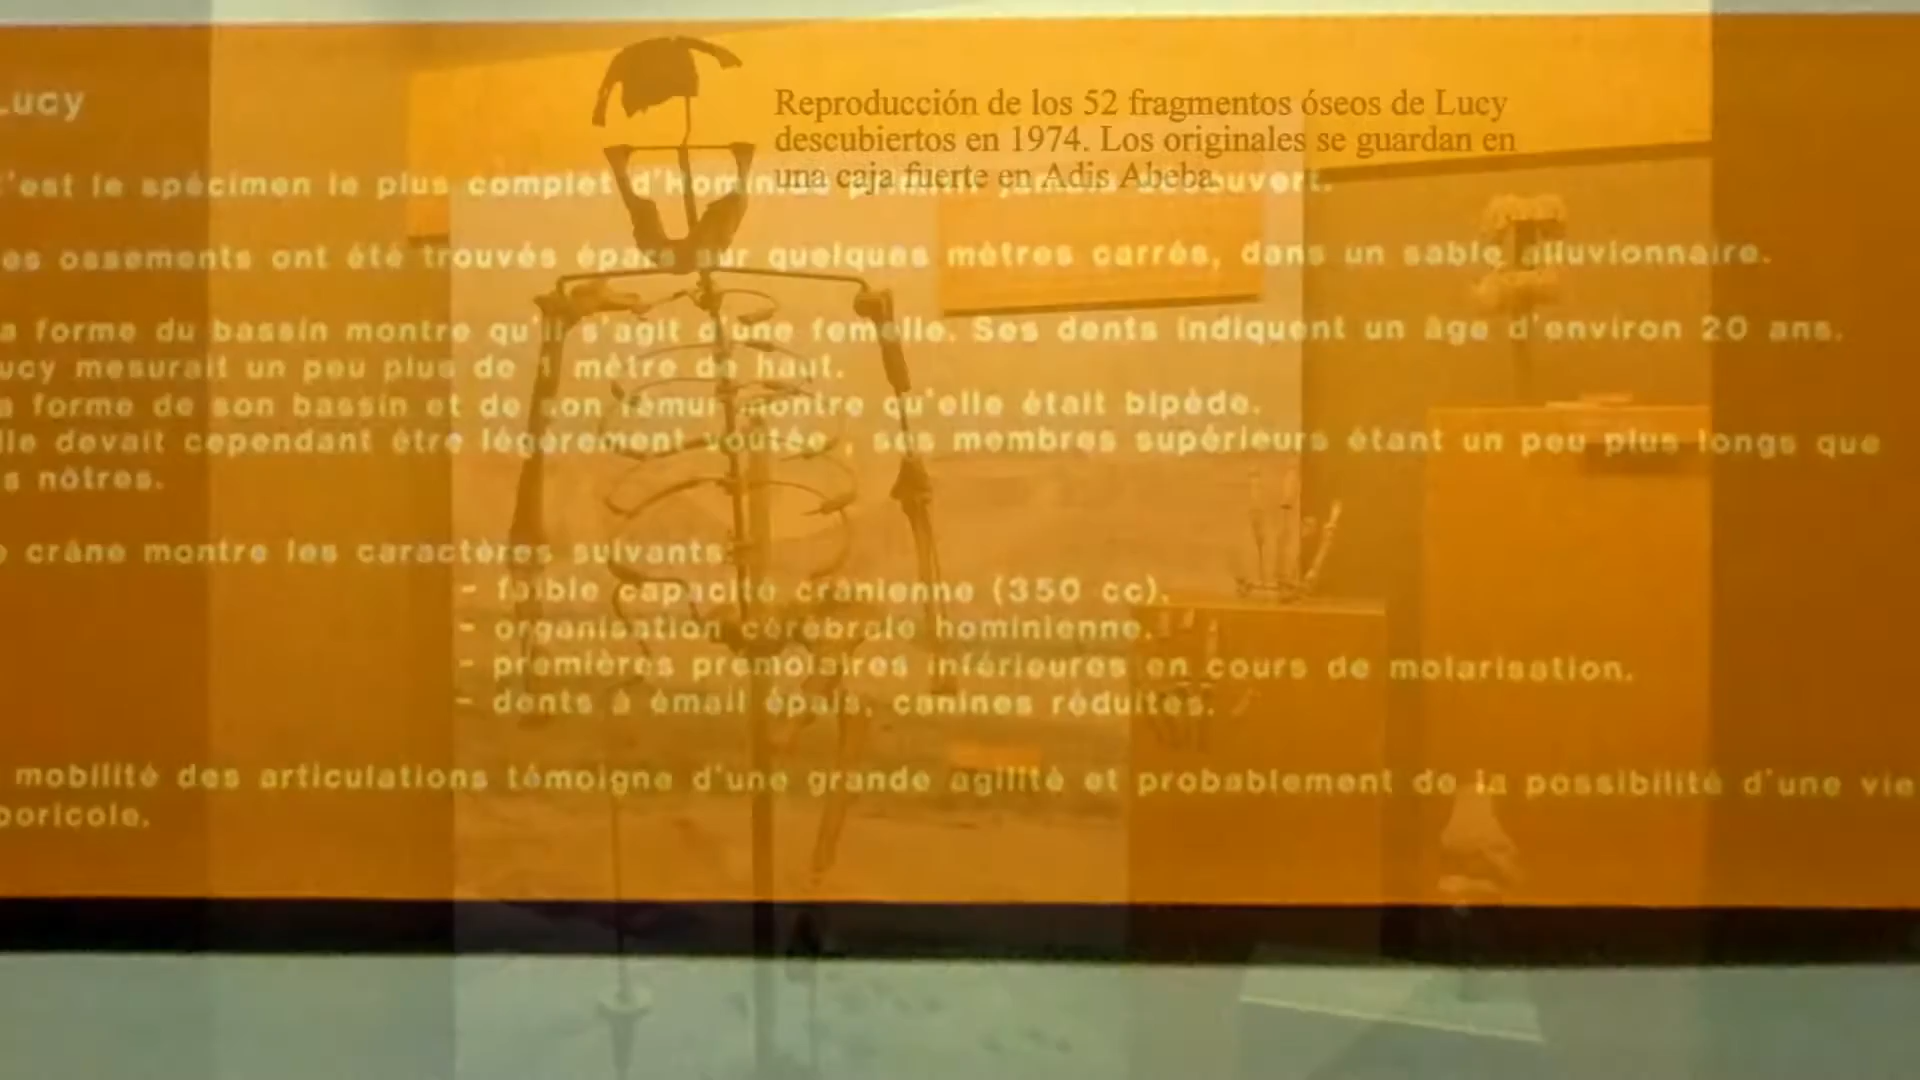 Lucy
Reproducción de los 52 fragmentos óseos de Lucy
descubiertos en 1974. Los originales se guardan en
una caja fuerte en Adis Abeba.
'est le spécimen le plus complet d'Hominidé
es ossements ont été trouvés épars sur quelques mètres carrés, dans un sable alluvionnaire.
a forme du bassin montre qu'il s'agit d'une femelle. Ses dents indiquent un âge d'environ 20 ans.
ucy mesurait un peu plus de 1 mètre de haut.
a forme de son bassin et de son fémur montre qu'elle était bipède.
lle devait cependant être légèrement voûtée, ses membres supérieurs étant un peu plus longs que
s nôtres.
e crâne montre les caractères suivants:
- faible capacité crânienne (350 cc).
- organisation cérébrale hominienne.
- premières prémolaires inférieures en cours de molarisation.
- dents à émail épais, canines réduites.
mobilité des articulations témoigne d'une grande agilité et probablement de la possibilité d'une vie
boricole.